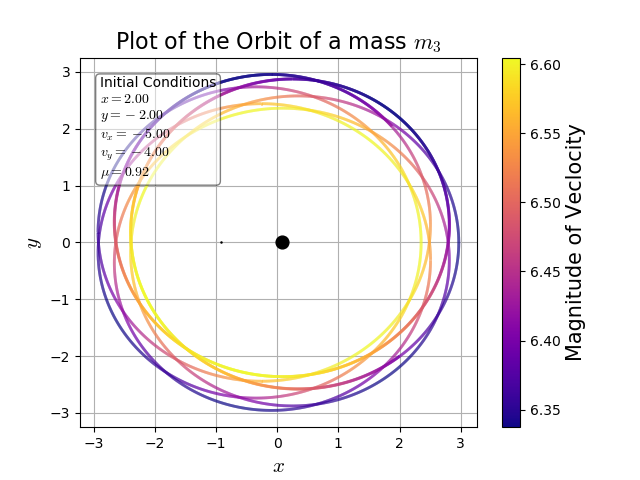 Plot of the Orbit of a mass m₃
Initial Conditions
x = 2.00
y = − 2.00
vₓ = −5.00
v_y = −4.00
μ = 0.92
3
2
1
0
−1
−2
−3
y
−3
−2
−1
0
1
2
3
x
6.60
6.55
6.50
6.45
6.40
6.35
Magnitude of Veclocity